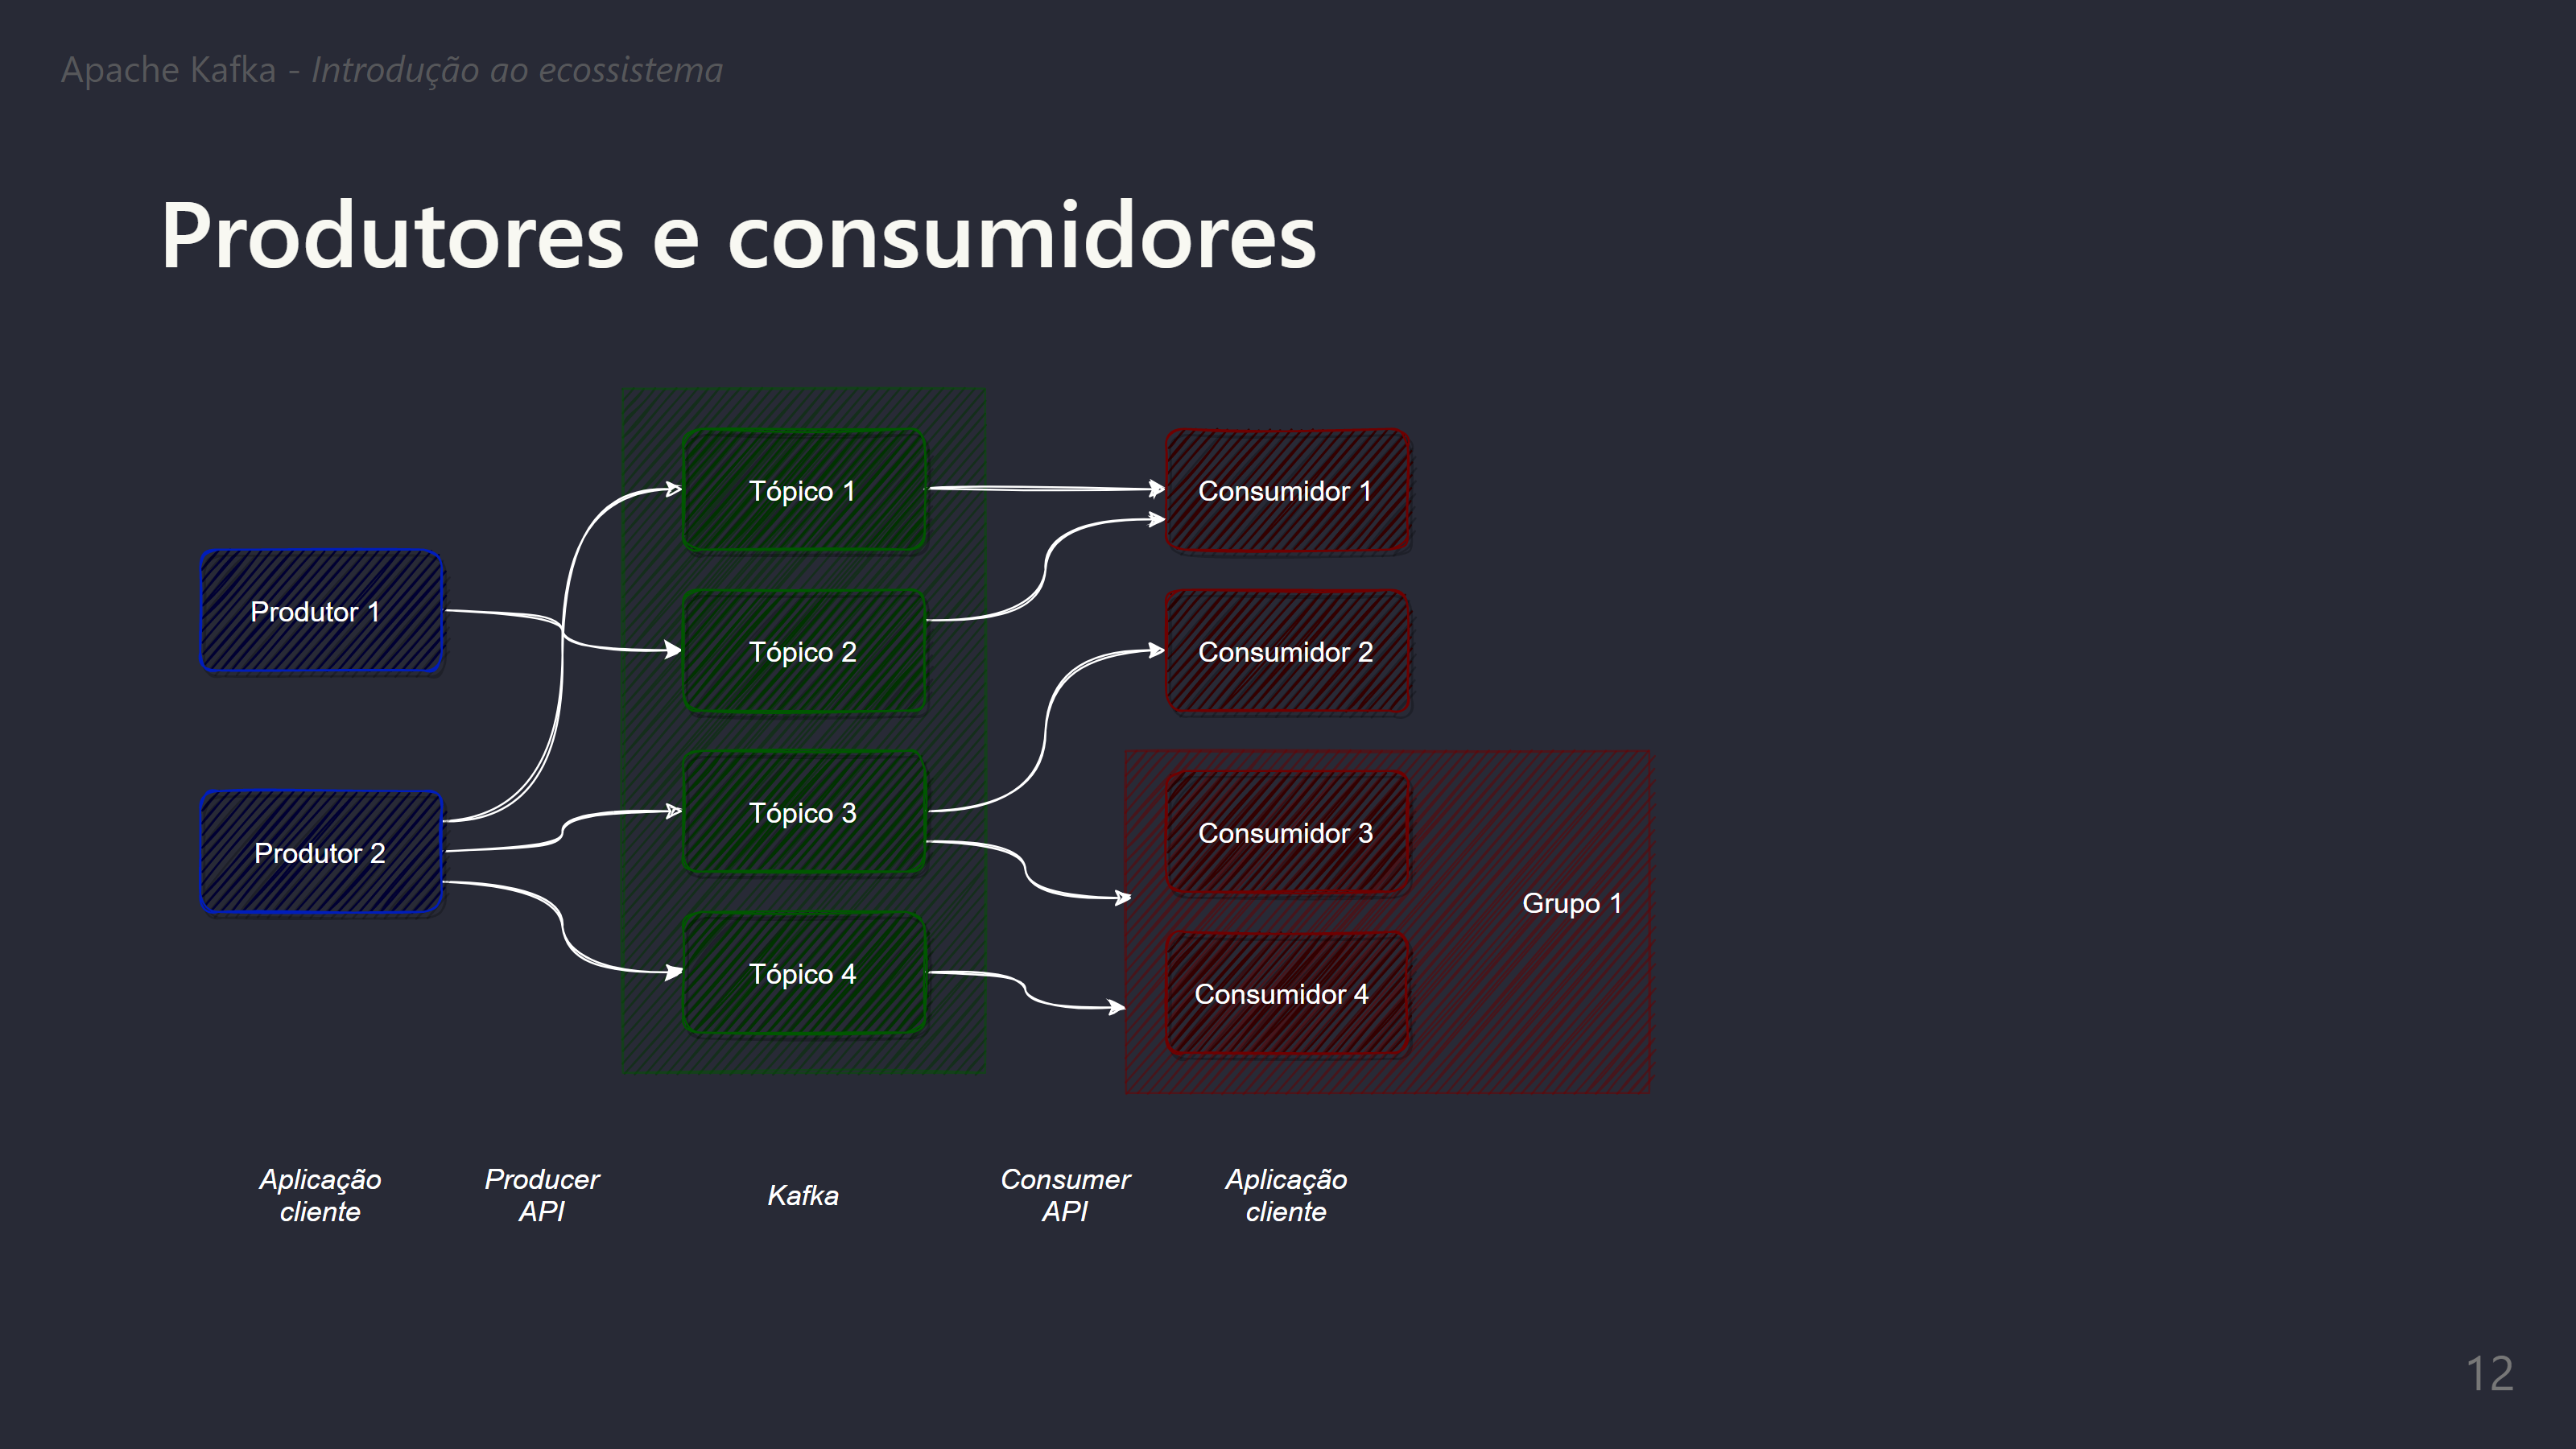 Apache Kafka - Introdução ao ecossistema
Produtores e consumidores
Produtor 1
Produtor 2
Tópico 1
Tópico 2
Tópico 3
Tópico 4
Consumidor 1
Consumidor 2
Consumidor 3
Consumidor 4
Grupo 1
Aplicação
cliente
Producer
API
Kafka
Consumer
API
Aplicação
cliente
12